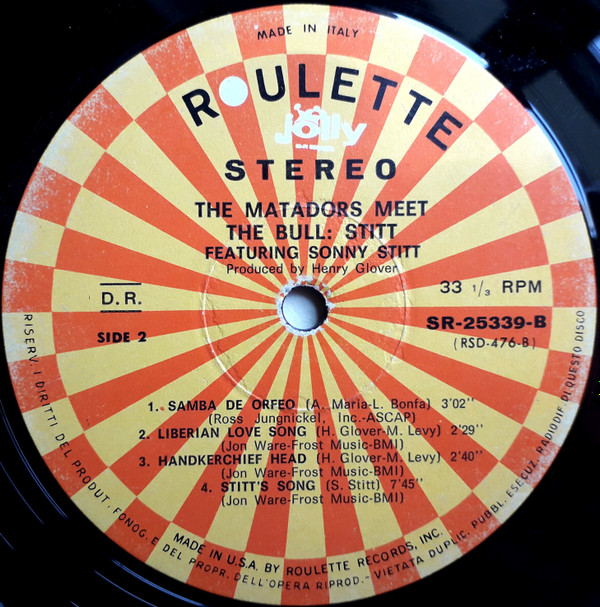 MADE IN ITALY
ROULETTE
jolly
STEREO
THE MATADORS MEET
THE BULL: STITT
FEATURING SONNY STITT
Produced by Henry Glover
D.R.
33 1/3 RPM
SIDE 2
SR-25339-B
(RSD-476-B)
1. SAMBA DE ORFEO (A. Maria-L. Bonfa) 3'02"
(Ross Jungnickel, Inc.-ASCAP)
2. LIBERIAN LOVE SONG (H. Glover-M. Levy) 2'29"
(Jon Ware-Frost Music-BMI)
3. HANDKERCHIEF HEAD (H. Glover-M. Levy) 2'40"
(Jon Ware-Frost Music-BMI)
4. STITT'S SONG (S. Stitt) 7'45"
(Jon Ware-Frost Music-BMI)
MADE IN U.S.A. BY ROULETTE RECORDS, INC.
RISERV. I DIRITTI DEL PRODUT. FONOG. E DEL PROPR. DELL'OPERA RIPROD.- VIETATA DUPLIC. PUBBL. ESECUZ. RADIODIF. DI QUESTO DISCO